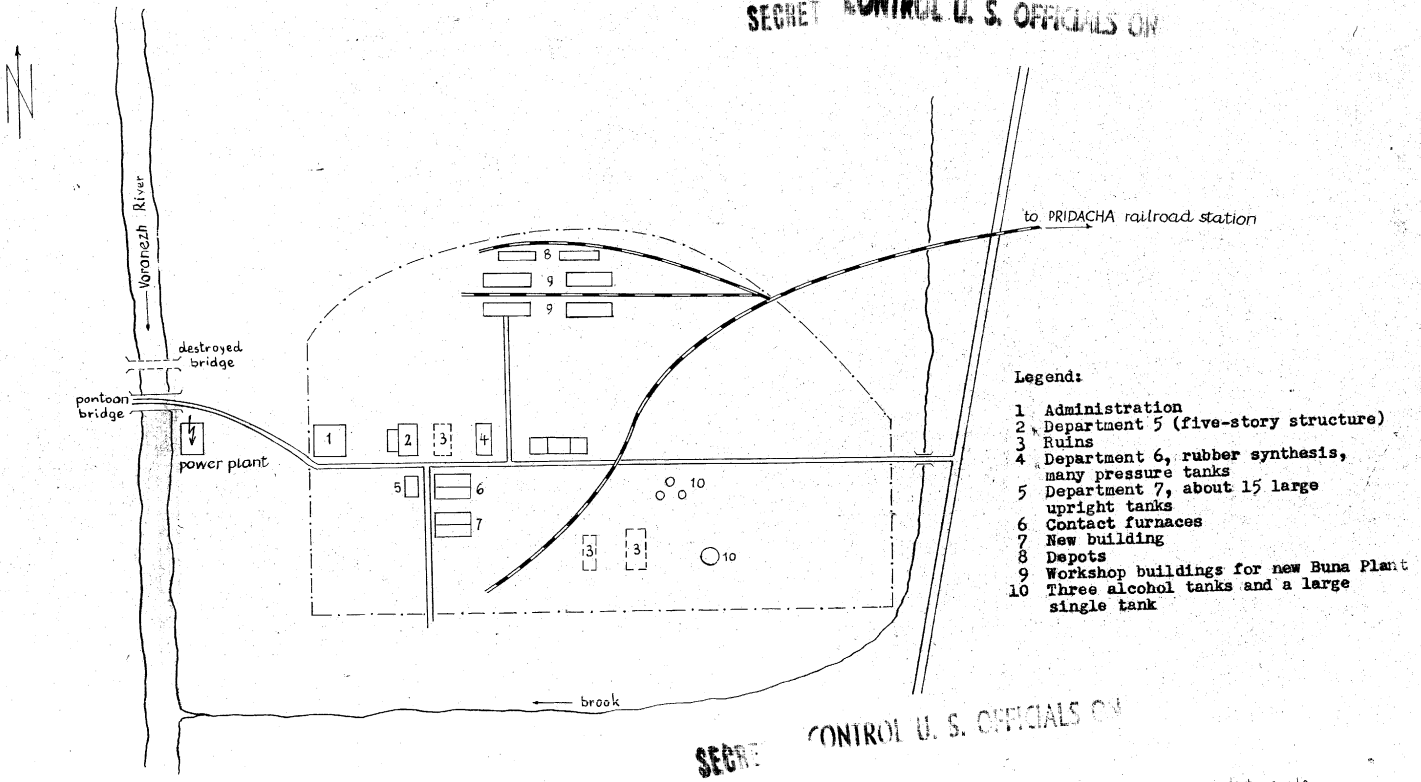 SECRET CONTROL U. S. OFFICIALS ON
N
Voranezh River
to PRIDACHA railroad station
8
9
9
destroyed
bridge
pontoon
bridge
power plant
1
2
3
4
5
6
7
10
3
3
10
brook
Legend:
1 Administration
2 Department 5 (five-story structure)
3 Ruins
4 Department 6, rubber synthesis,
many pressure tanks
5 Department 7, about 15 large
upright tanks
6 Contact furnaces
7 New building
8 Depots
9 Workshop buildings for new Buna Plant
10 Three alcohol tanks and a large
single tank
CONTROL U. S. OFFICIALS ON